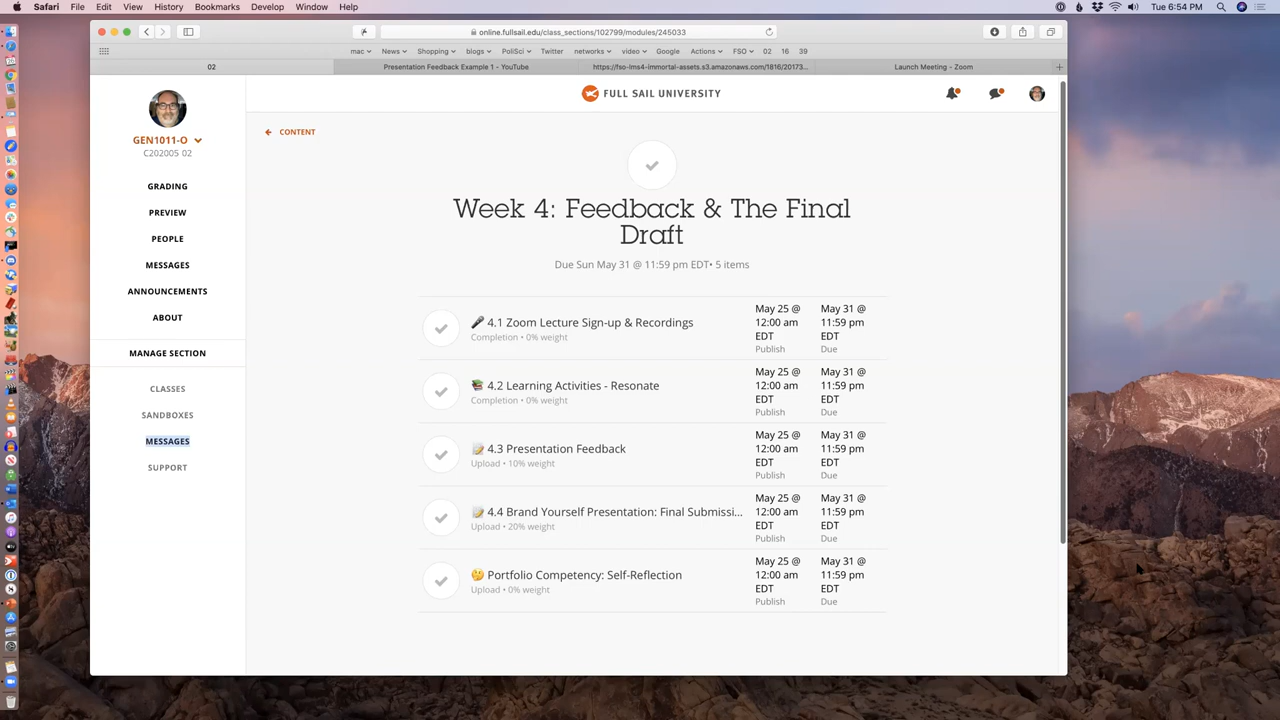 Safari File Edit View History Bookmarks Develop Window Help Tue 6:54 PM
online.fullsail.edu/class_sections/102799/modules/245033
mac News Shopping blogs PoliSci Twitter networks video Google Actions FSO 02 16 39
02 Presentation Feedback Example 1 - YouTube https://fso-lms4-immortal-assets.s3.amazonaws.com/1816/20173... Launch Meeting - Zoom
FULL SAIL UNIVERSITY
GEN1011-O
C202005 02
GRADING
PREVIEW
PEOPLE
MESSAGES
ANNOUNCEMENTS
ABOUT
MANAGE SECTION
CLASSES
SANDBOXES
MESSAGES
SUPPORT
CONTENT
Week 4: Feedback & The Final
Draft
Due Sun May 31 @ 11:59 pm EDT• 5 items
4.1 Zoom Lecture Sign-up & Recordings
Completion • 0% weight
May 25 @
12:00 am
EDT
Publish
May 31 @
11:59 pm
EDT
Due
4.2 Learning Activities - Resonate
Completion • 0% weight
May 25 @
12:00 am
EDT
Publish
May 31 @
11:59 pm
EDT
Due
4.3 Presentation Feedback
Upload • 10% weight
May 25 @
12:00 am
EDT
Publish
May 31 @
11:59 pm
EDT
Due
4.4 Brand Yourself Presentation: Final Submissi...
Upload • 20% weight
May 25 @
12:00 am
EDT
Publish
May 31 @
11:59 pm
EDT
Due
Portfolio Competency: Self-Reflection
Upload • 0% weight
May 25 @
12:00 am
EDT
Publish
May 31 @
11:59 pm
EDT
Due